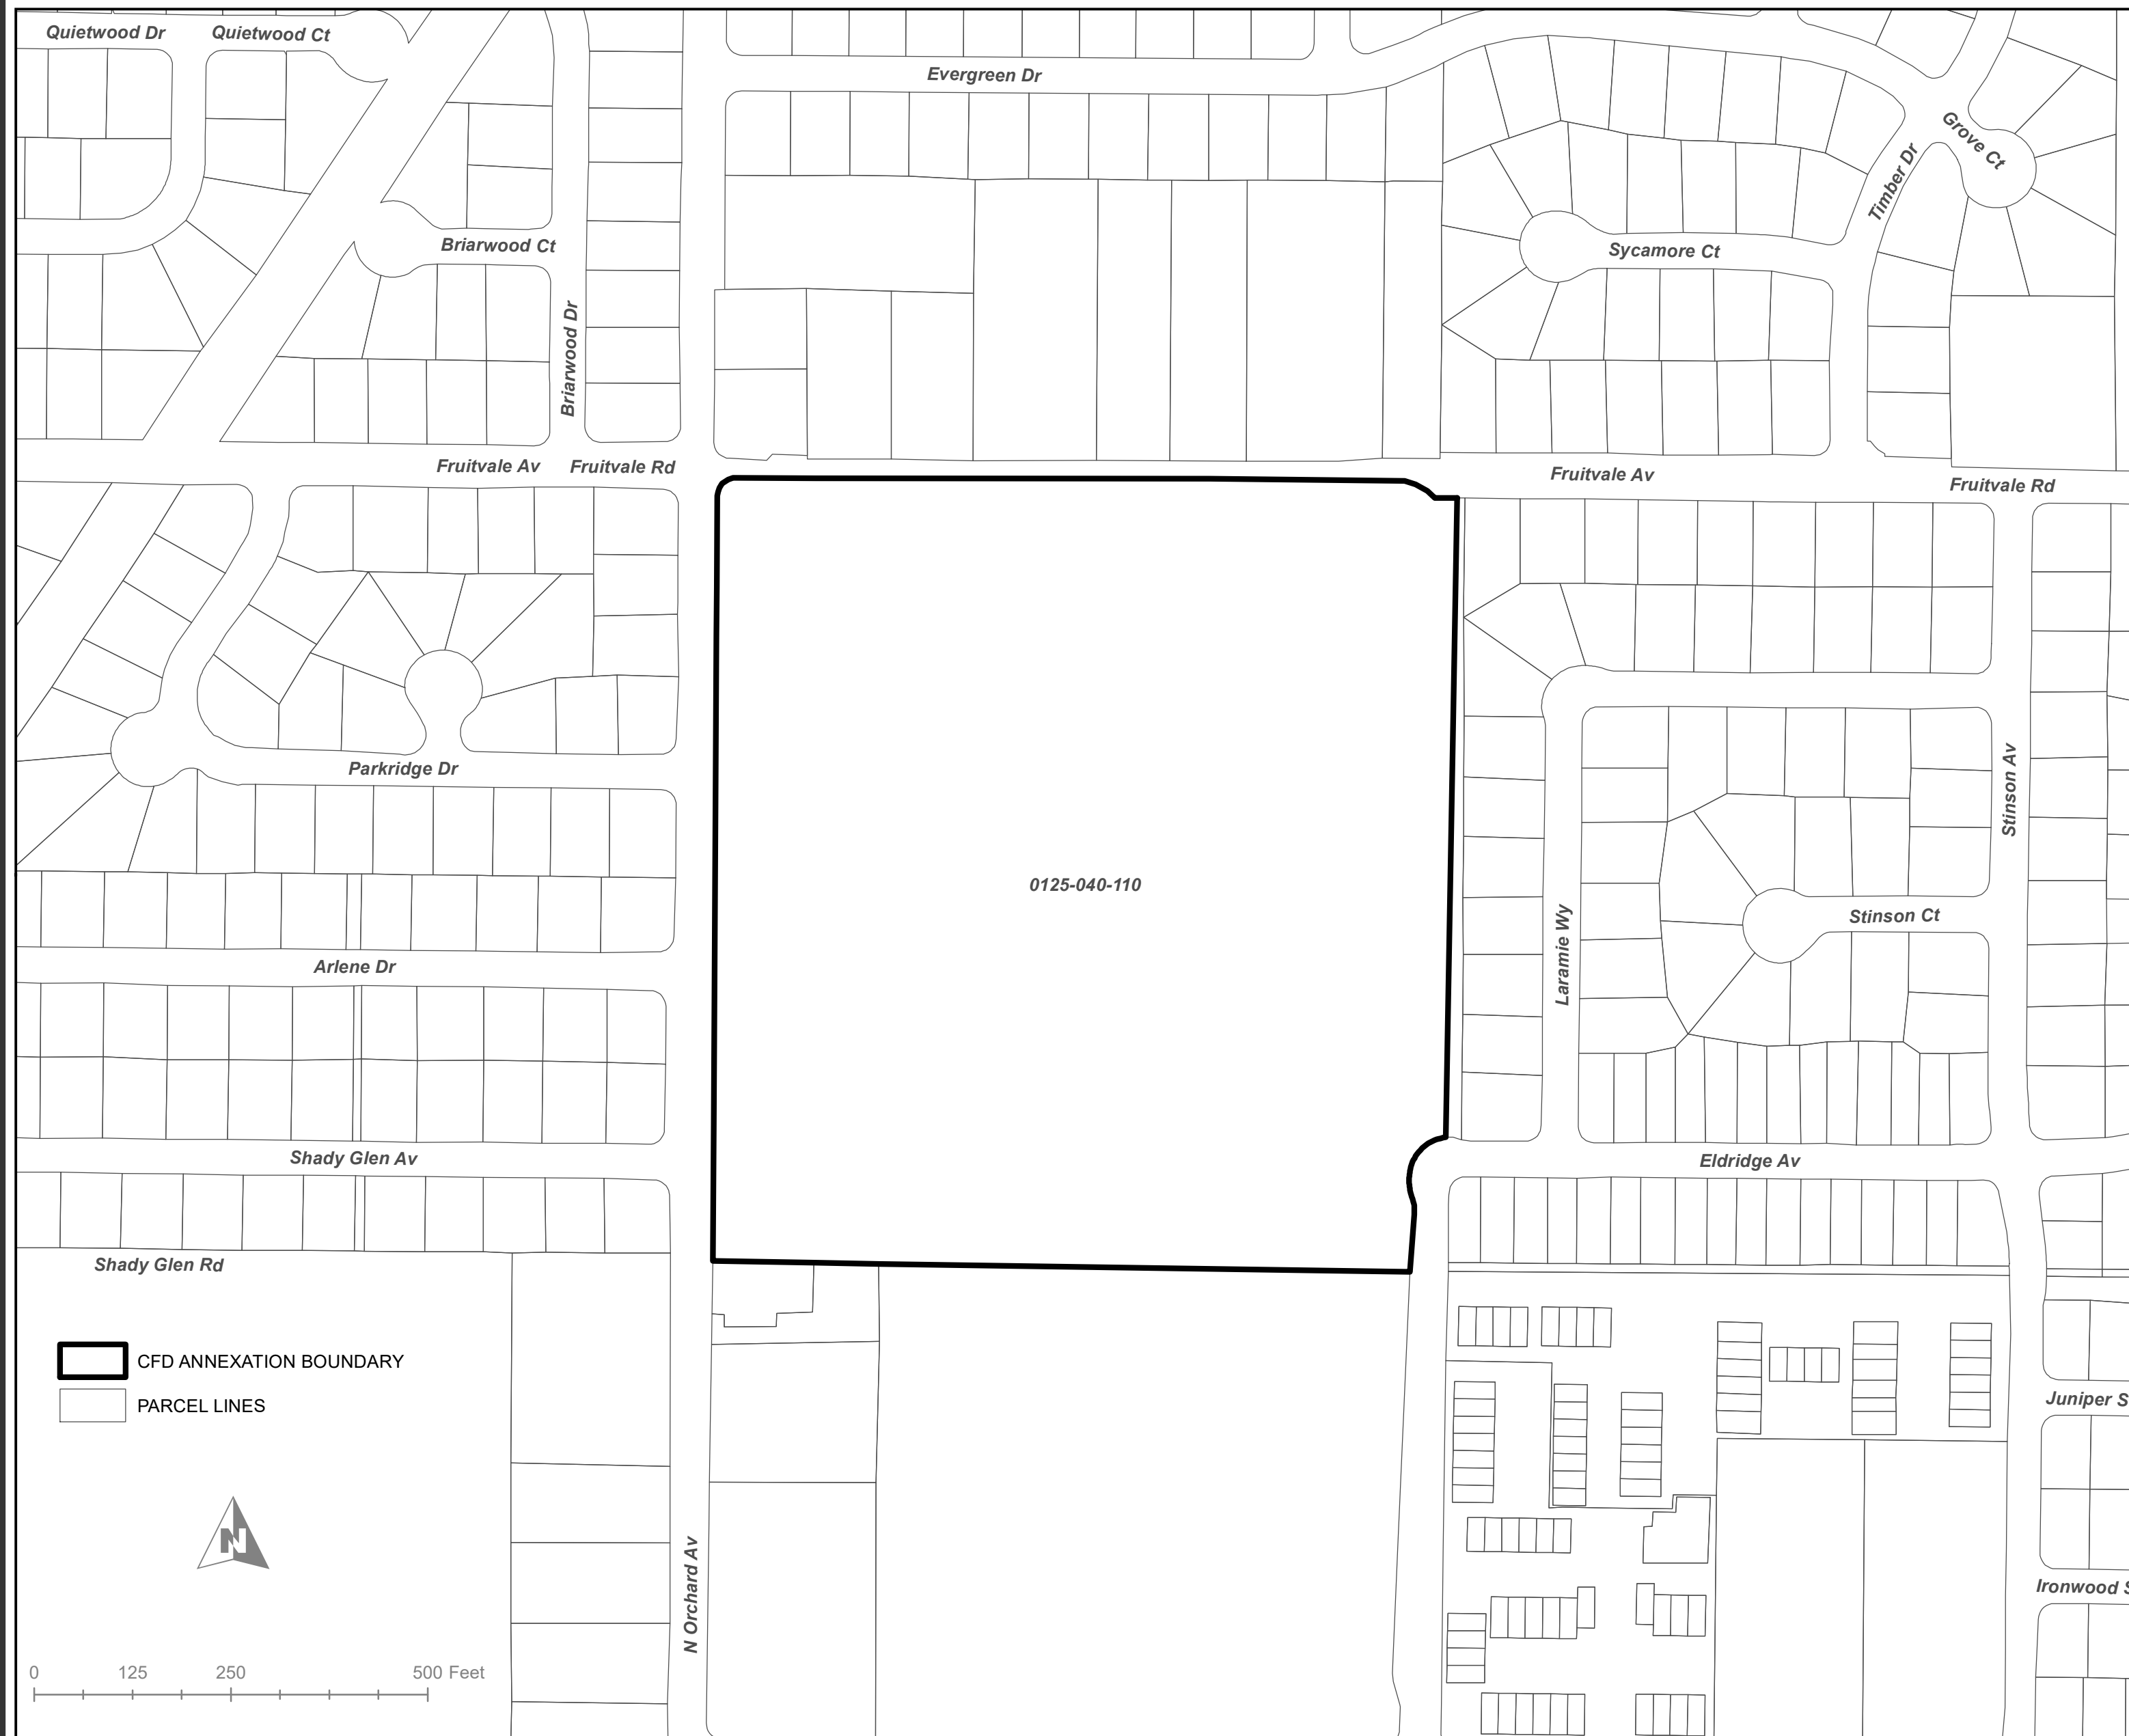 Quietwood Dr
Quietwood Ct
Evergreen Dr
Grove Ct
Timber Dr
Briarwood Ct
Sycamore Ct
Briarwood Dr
Fruitvale Av
Fruitvale Rd
Fruitvale Av
Fruitvale Rd
Parkridge Dr
Stinson Av
0125-040-110
Stinson Ct
Laramie Wy
Arlene Dr
Shady Glen Av
Eldridge Av
Shady Glen Rd
CFD ANNEXATION BOUNDARY
PARCEL LINES
Juniper S
N
N Orchard Av
Ironwood S
0 125 250 500 Feet